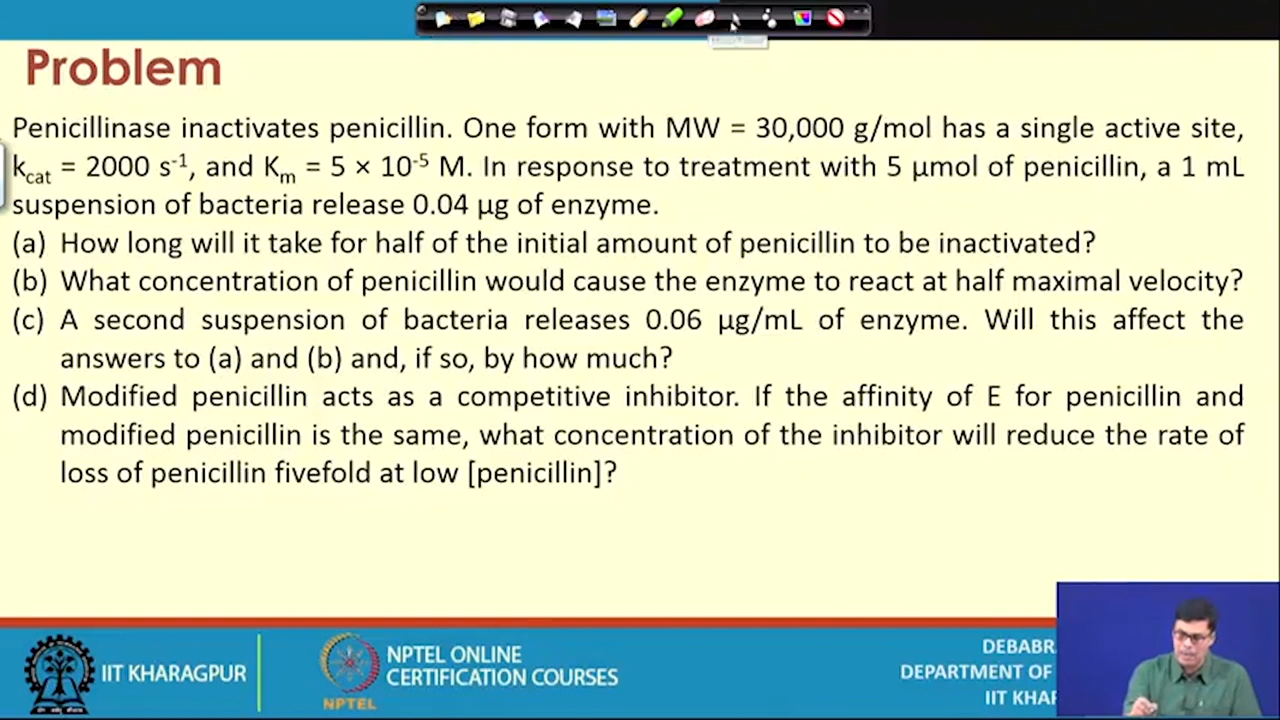 Problem
Penicillinase inactivates penicillin. One form with MW = 30,000 g/mol has a single active site,
k_cat = 2000 s⁻¹, and K_m = 5 × 10⁻⁵ M. In response to treatment with 5 μmol of penicillin, a 1 mL
suspension of bacteria release 0.04 μg of enzyme.
(a) How long will it take for half of the initial amount of penicillin to be inactivated?
(b) What concentration of penicillin would cause the enzyme to react at half maximal velocity?
(c) A second suspension of bacteria releases 0.06 μg/mL of enzyme. Will this affect the
answers to (a) and (b) and, if so, by how much?
(d) Modified penicillin acts as a competitive inhibitor. If the affinity of E for penicillin and
modified penicillin is the same, what concentration of the inhibitor will reduce the rate of
loss of penicillin fivefold at low [penicillin]?
IIT KHARAGPUR
NPTEL
NPTEL ONLINE
CERTIFICATION COURSES
DEBABR
DEPARTMENT OF
IIT KHAR